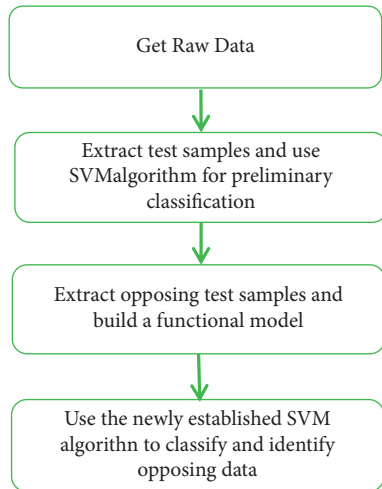 Get Raw Data
Extract test samples and use
SVMalgorithm for preliminary
classification
Extract opposing test samples and
build a functional model
Use the newly established SVM
algorithn to classify and identify
opposing data